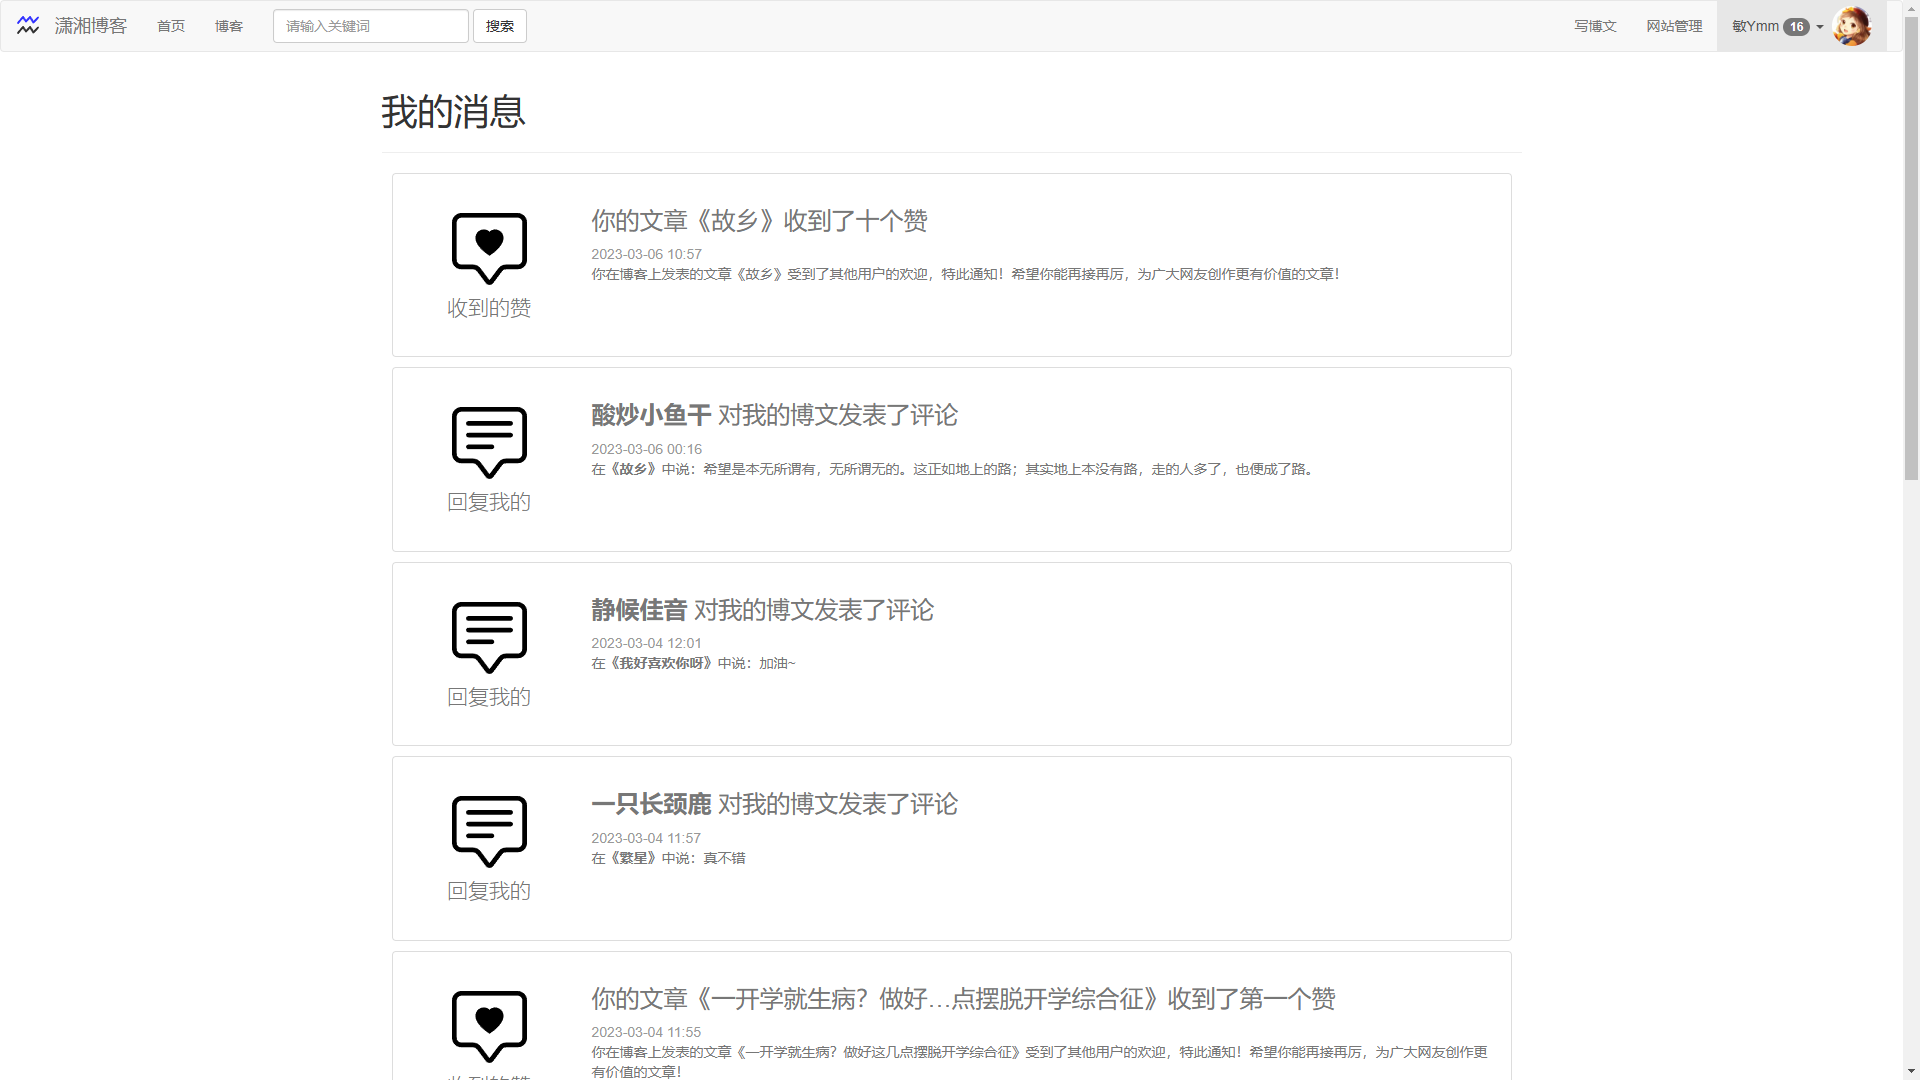 潇湘博客 首页 博客 请输入关键词 搜索 写博文 网站管理 敏Ymm 16
我的消息
你的文章《故乡》收到了十个赞
2023-03-06 10:57
你在博客上发表的文章《故乡》受到了其他用户的欢迎，特此通知！希望你能再接再厉，为广大网友创作更有价值的文章！
收到的赞
酸炒小鱼干 对我的博文发表了评论
2023-03-06 00:16
在《故乡》中说：希望是本无所谓有，无所谓无的。这正如地上的路；其实地上本没有路，走的人多了，也便成了路。
回复我的
静候佳音 对我的博文发表了评论
2023-03-04 12:01
在《我好喜欢你呀》中说：加油~
回复我的
一只长颈鹿 对我的博文发表了评论
2023-03-04 11:57
在《繁星》中说：真不错
回复我的
你的文章《一开学就生病？做好...点摆脱开学综合征》收到了第一个赞
2023-03-04 11:55
你在博客上发表的文章《一开学就生病？做好这几点摆脱开学综合征》受到了其他用户的欢迎，特此通知！希望你能再接再厉，为广大网友创作更
有价值的文章！